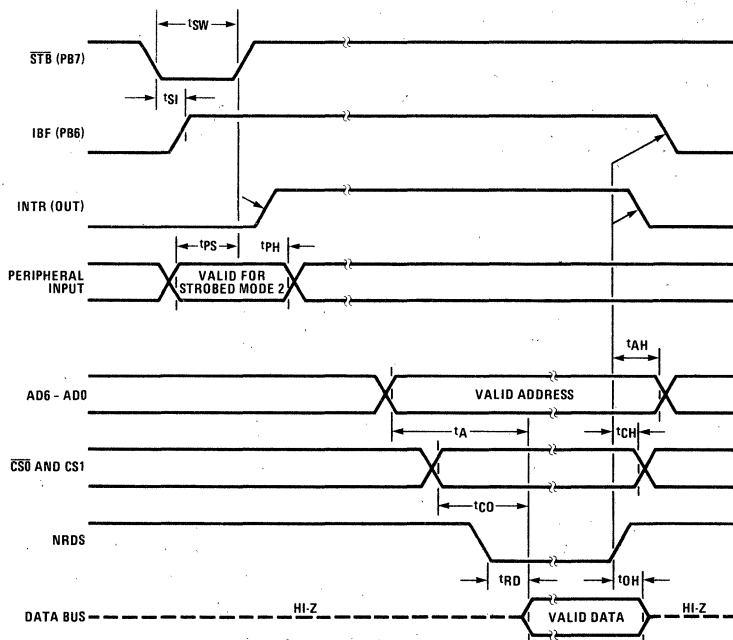 tSW
STB (PB7)
tSI
IBF (PB6)
INTR (OUT)
tPS
tPH
PERIPHERAL
INPUT
VALID FOR
STROBED MODE 2
tAH
AD6 - AD0
VALID ADDRESS
tA
tCH
CS0 AND CS1
tCO
NRDS
tRD
tOH
DATA BUS
HI-Z
VALID DATA
HI-Z